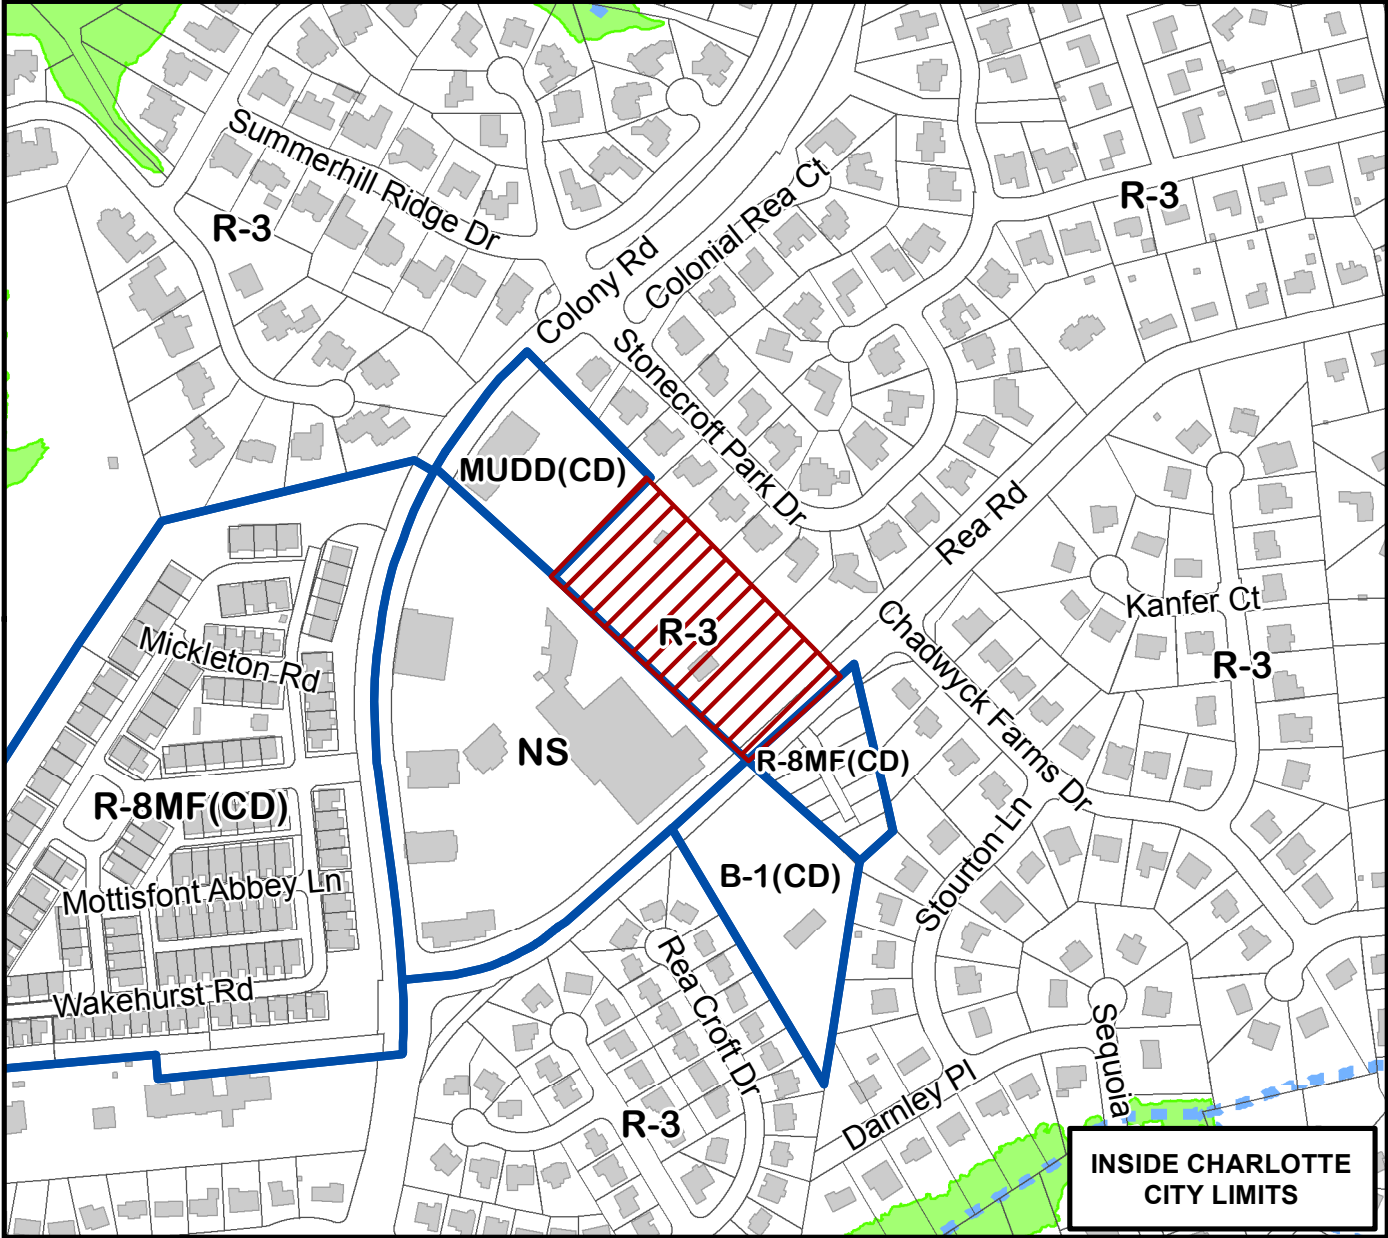 Summerhill Ridge Dr
R-3
Colony Rd
Colonial Rea Ct
R-3
Stonecroft Park Dr
MUDD(CD)
Rea Rd
R-3
Chadwyck Farms Dr
Kanfer Ct
R-3
Mickleton Rd
NS
R-8MF(CD)
R-8MF(CD)
Mottisfont Abbey Ln
B-1(CD)
Stourton Ln
Wakehurst Rd
Rea Croft Dr
Sequoia
Darnley Pl
R-3
INSIDE CHARLOTTE
CITY LIMITS